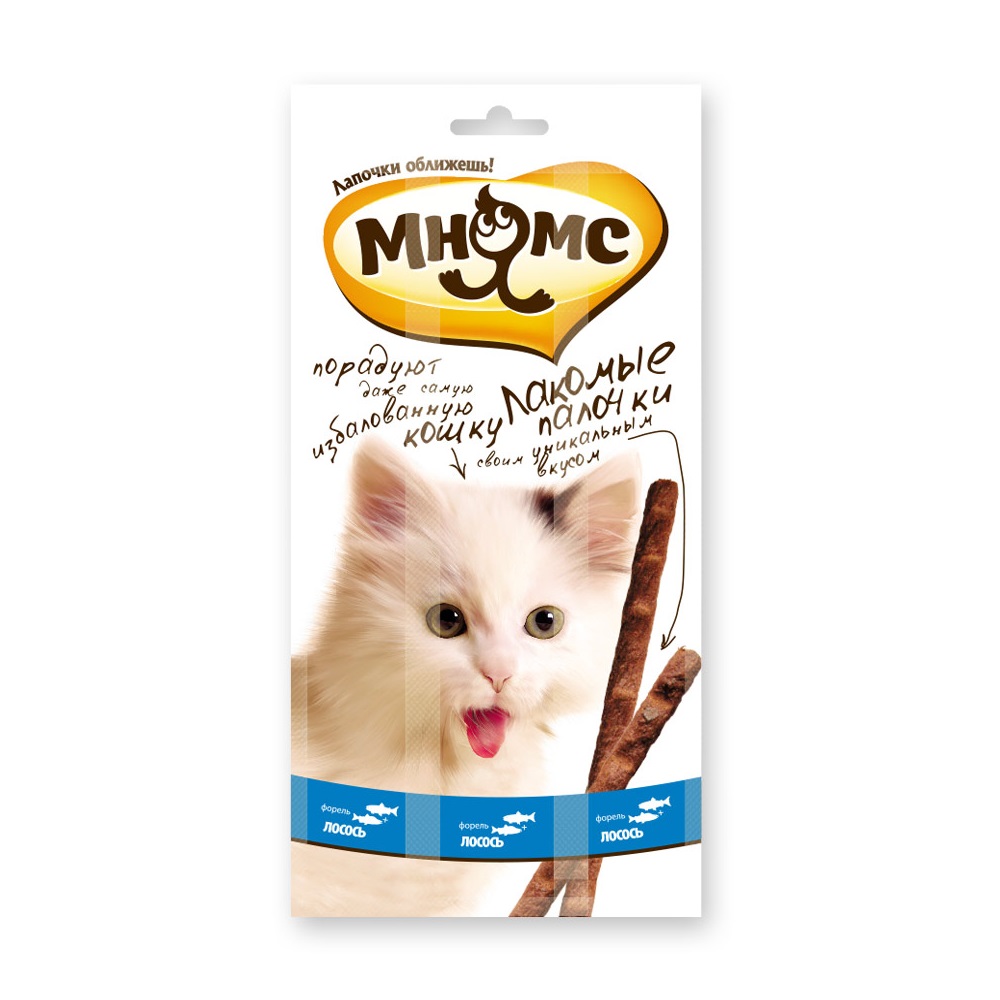 Лапочки оближешь!
мнямс
порадуют
даже самую
избалованную
кошку
Лакомые
палочки
своим уникальным
вкусом
форель
+
лосось
форель
+
лосось
форель
+
лосось